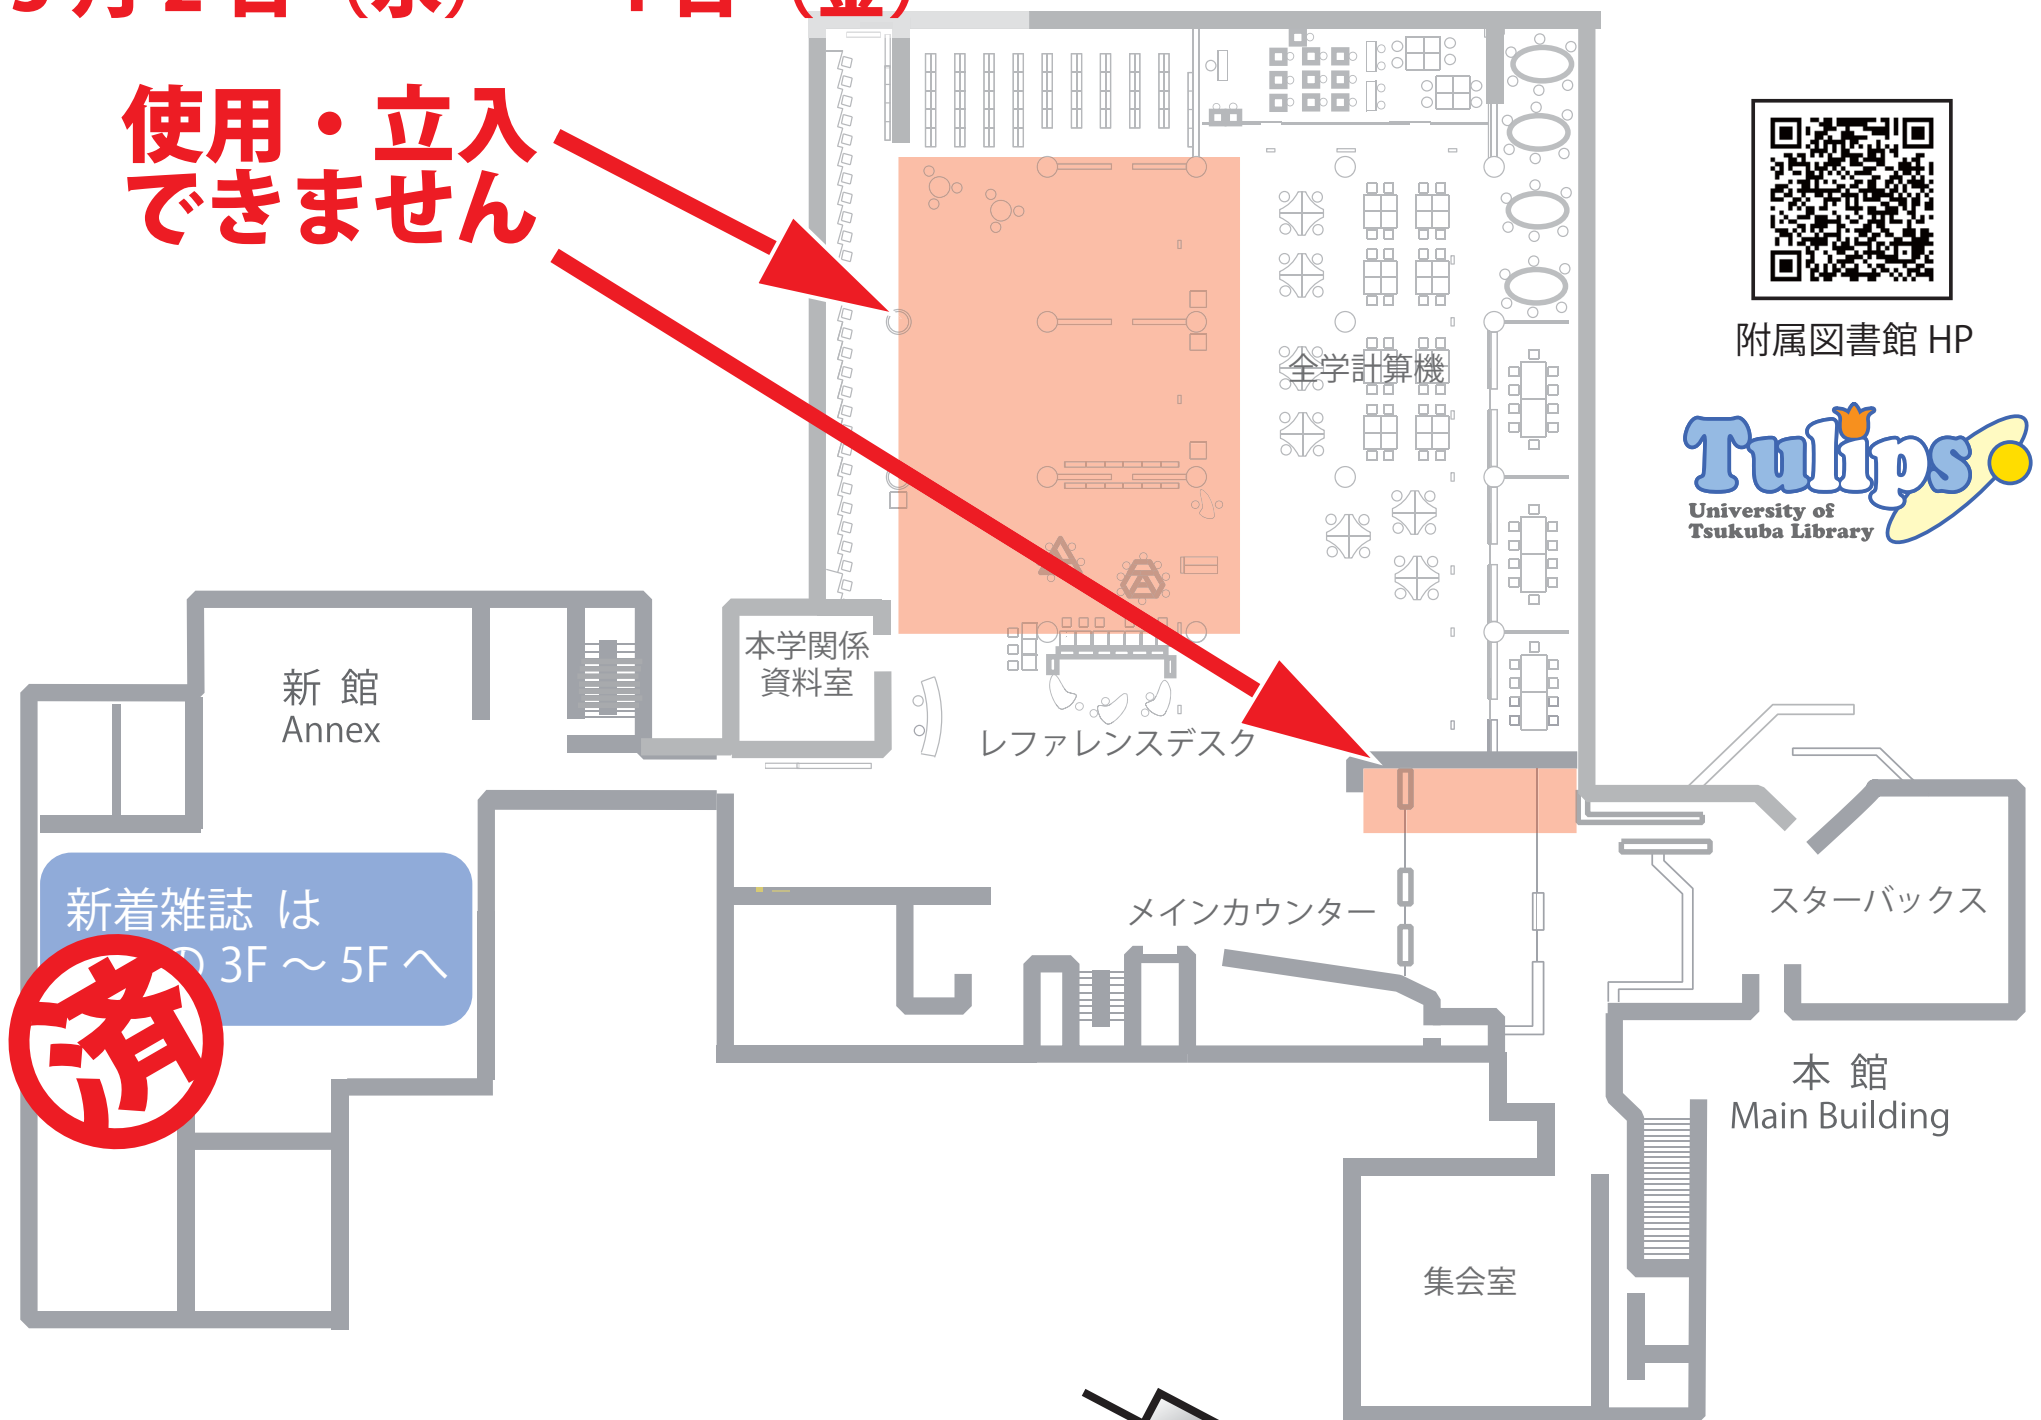 使用・立入
できません
附属図書館 HP
全学計算機
Tulips
University of
Tsukuba Library
本学関係
資料室
新 館
Annex
レファレンスデスク
新着雑誌 は
3F ～ 5F へ
済
メインカウンター
スターバックス
本 館
Main Building
集会室